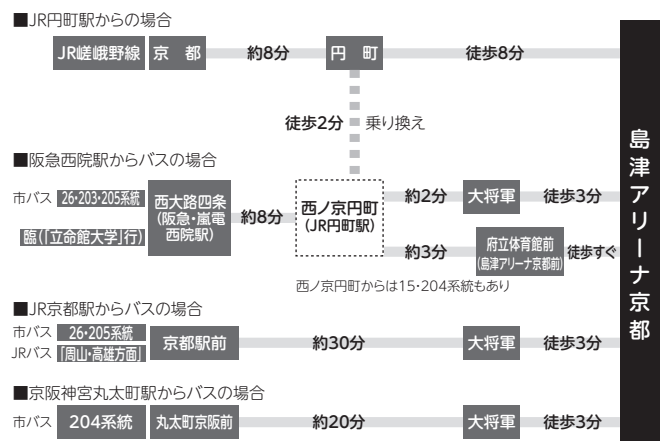 ■JR円町駅からの場合
JR嵯峨野線 京都 約8分 円町 徒歩8分
徒歩2分 乗り換え
■阪急西院駅からバスの場合
市バス 26・203・205系統
臨(「立命館大学」行)
西大路四条
(阪急・嵐電
西院駅)
約8分
西ノ京円町
(JR円町駅)
約2分 大将軍 徒歩3分
約3分
府立体育館前
(島津アリーナ京都前)
徒歩すぐ
西ノ京円町からは15・204系統もあり
■JR京都駅からバスの場合
市バス 26・205系統
JRバス 「周山・高雄方面」
京都駅前 約30分 大将軍 徒歩3分
■京阪神宮丸太町駅からバスの場合
市バス 204系統 丸太町京阪前 約20分 大将軍 徒歩3分
島津アリーナ京都